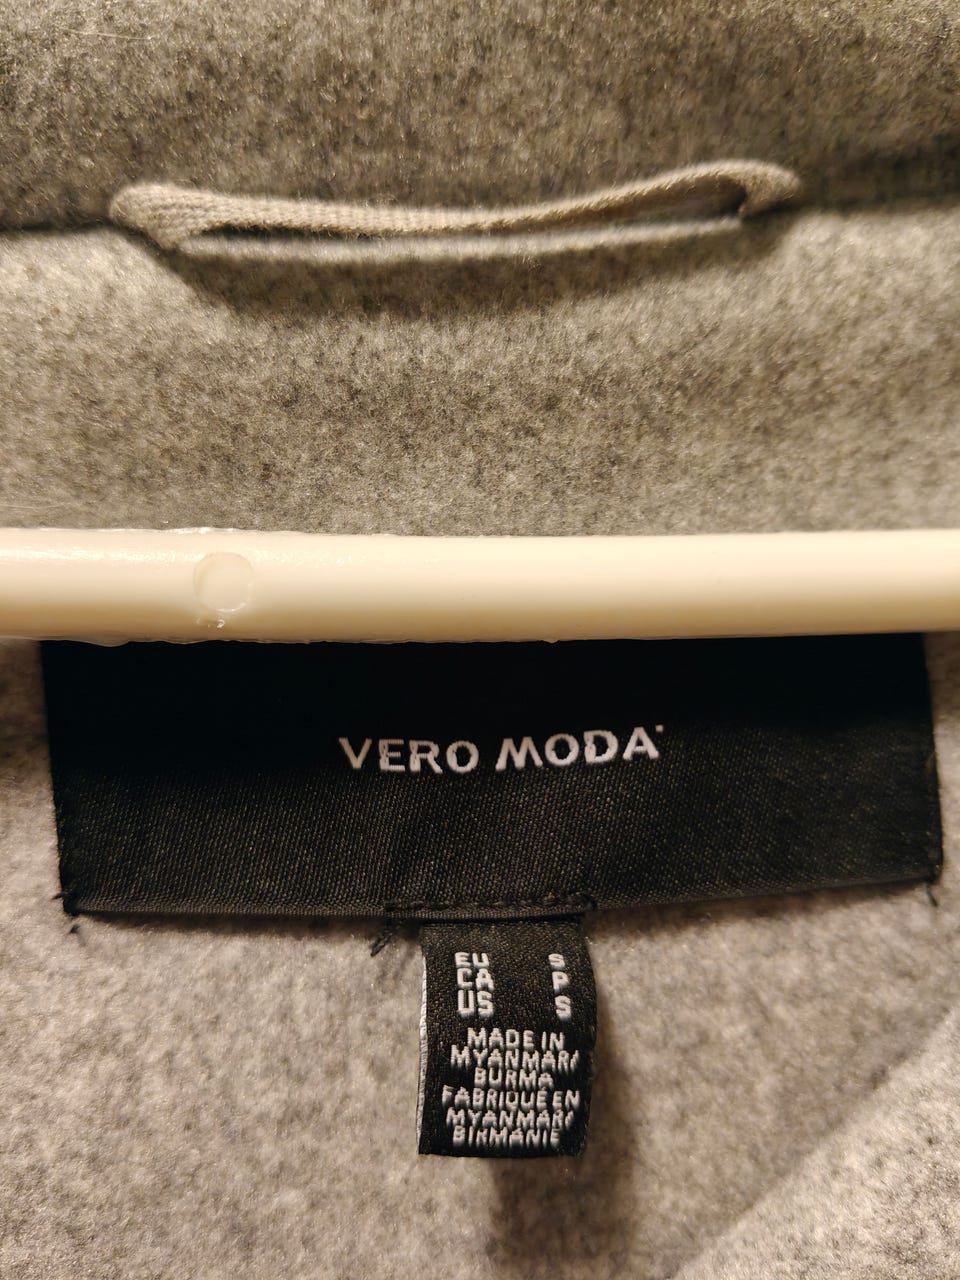 VERO MODA
EU S
CA P
US S
MADE IN
MYANMAR/
BURMA
FABRIQUÉ EN
MYANMAR/
BIRMANIE